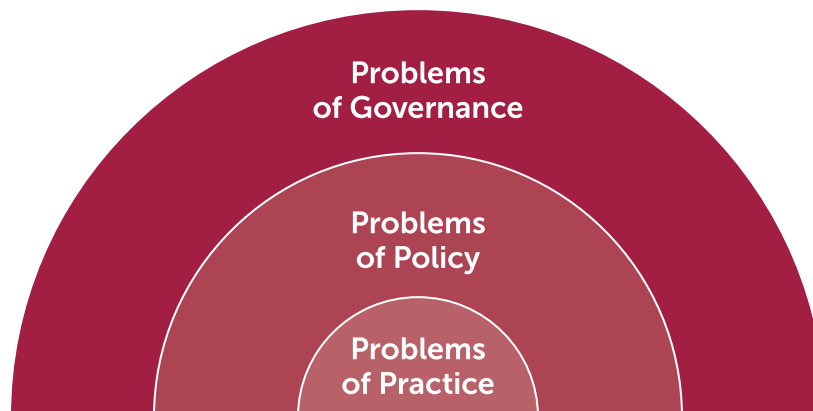 Problems
of Governance
Problems
of Policy
Problems
of Practice